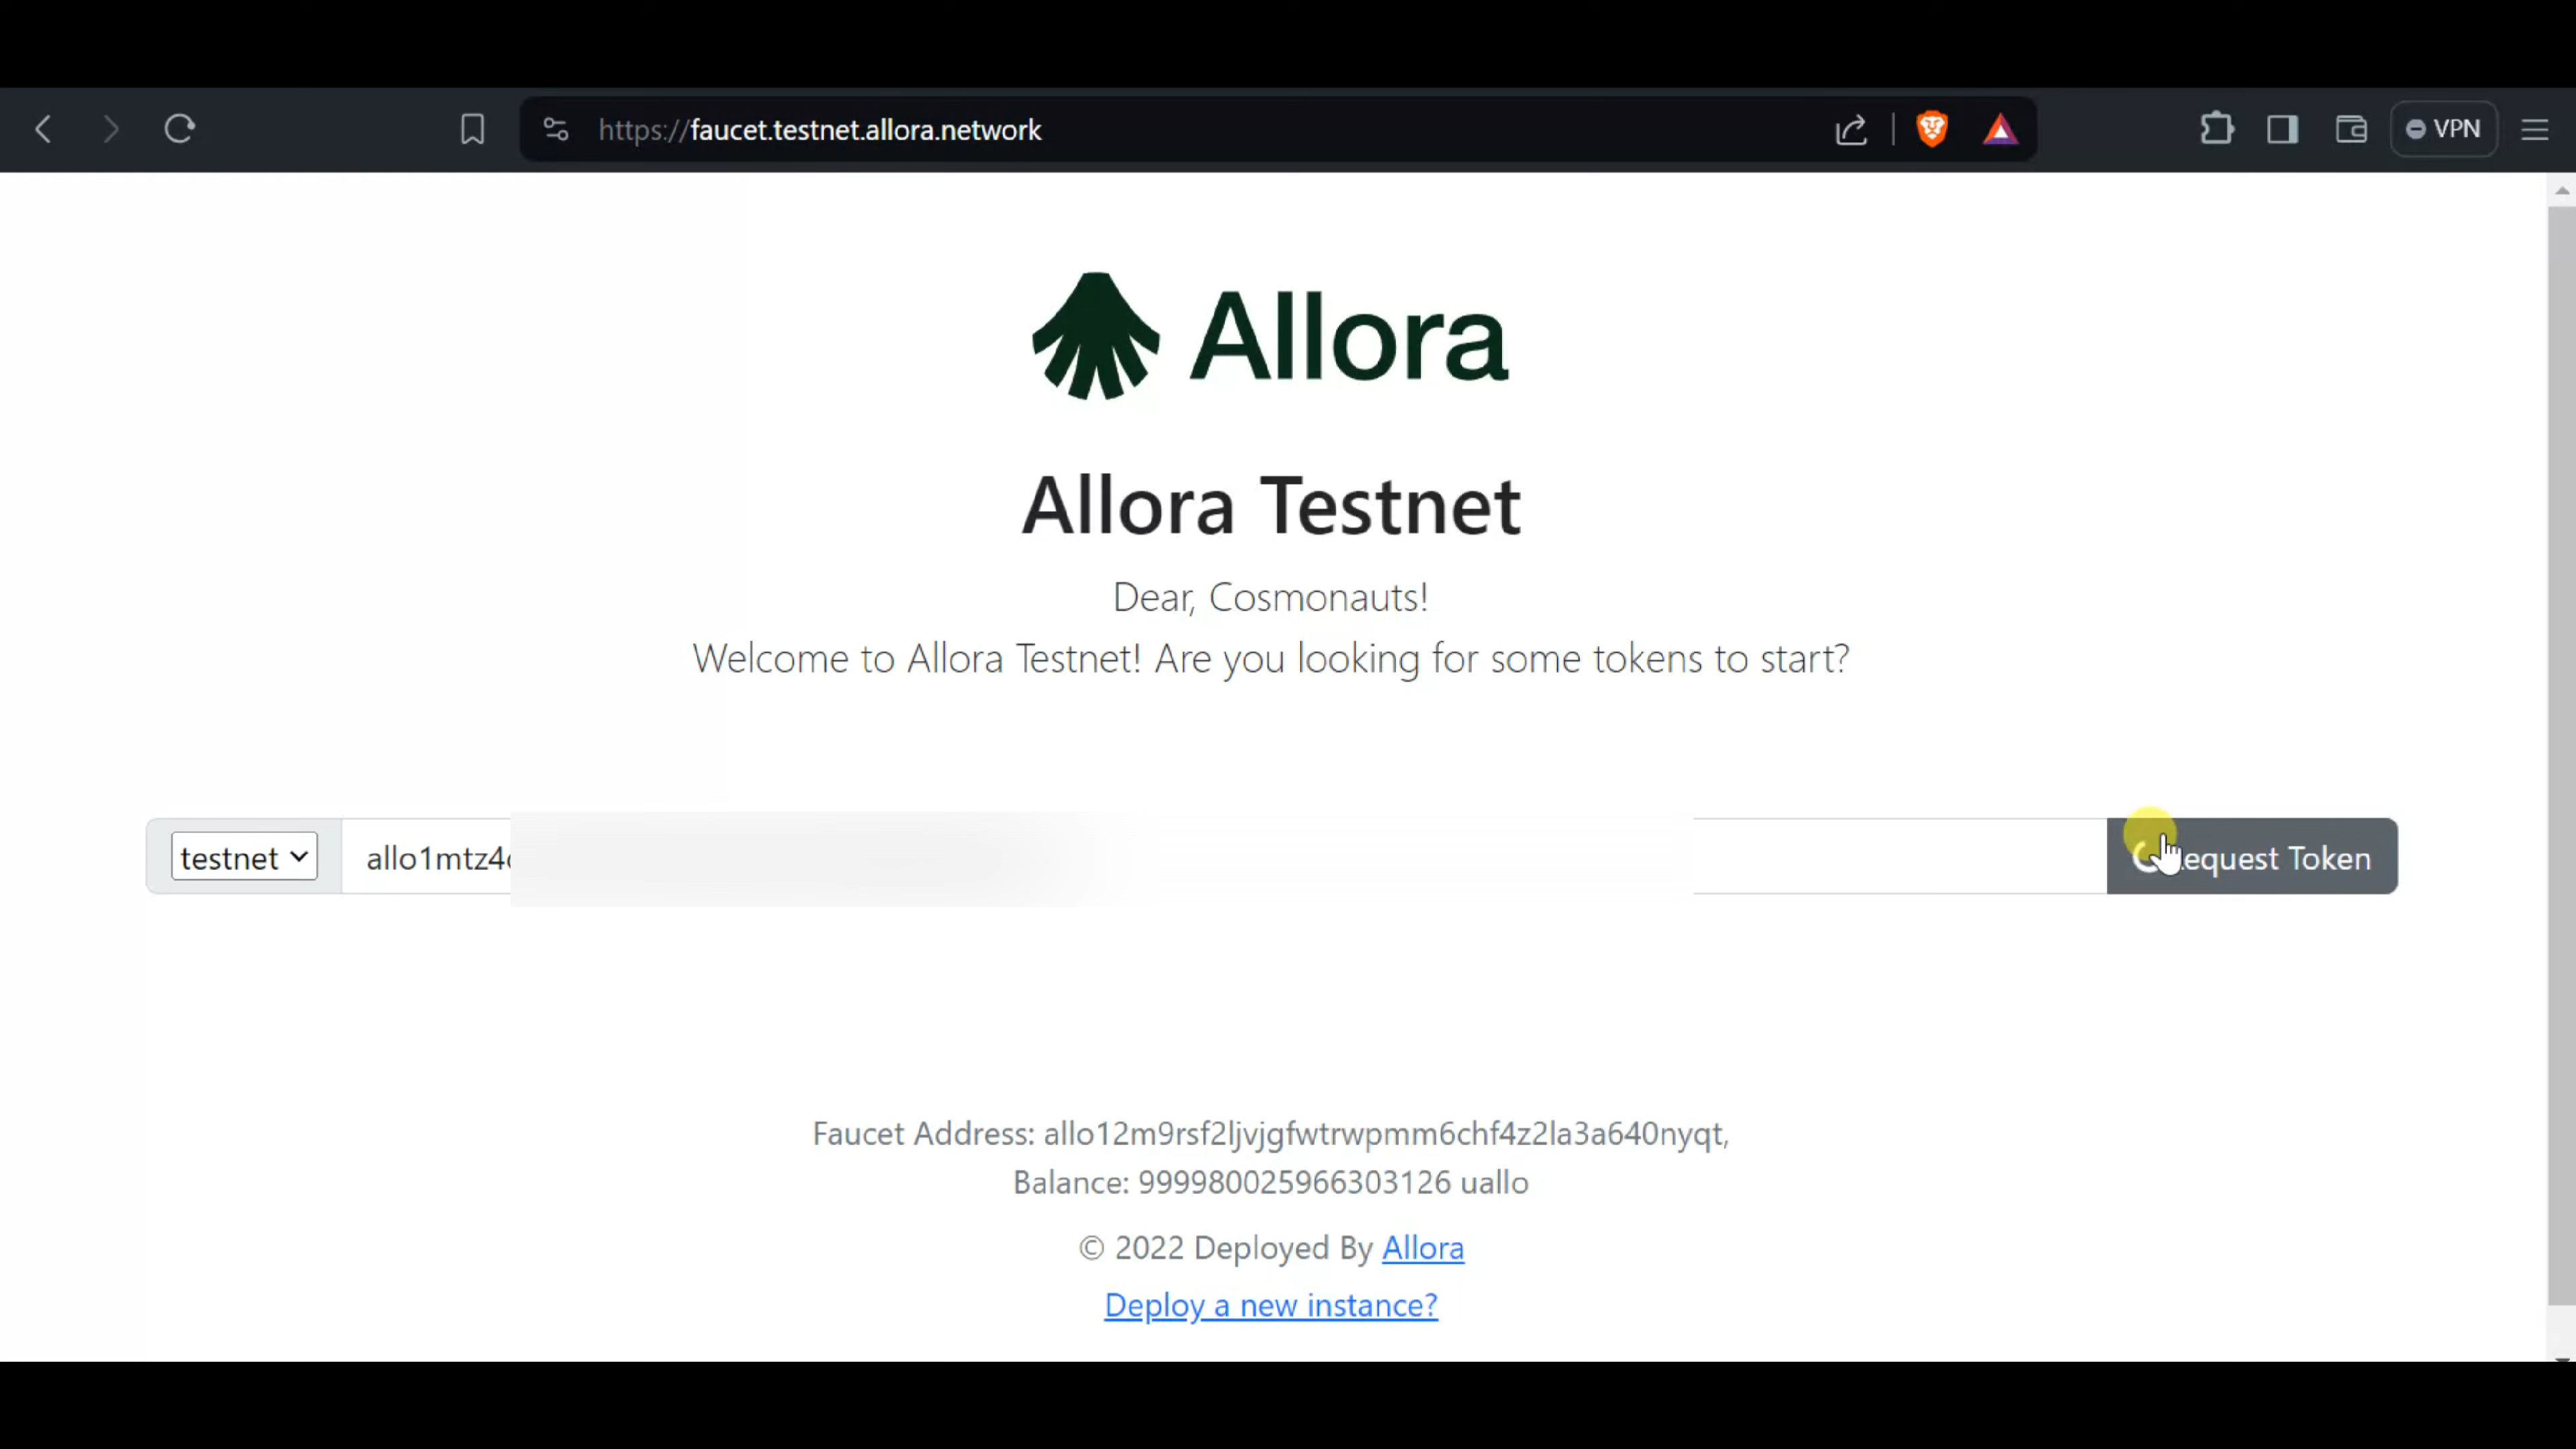 https://faucet.testnet.allora.network
VPN
Allora
Allora Testnet
Dear, Cosmonauts!
Welcome to Allora Testnet! Are you looking for some tokens to start?
testnet
allo1mtz4
Request Token
Faucet Address: allo12m9rsf2ljvjgfwtrwpmm6chf4z2la3a640nyqt,
Balance: 999980025966303126 uallo
© 2022 Deployed By Allora
Deploy a new instance?